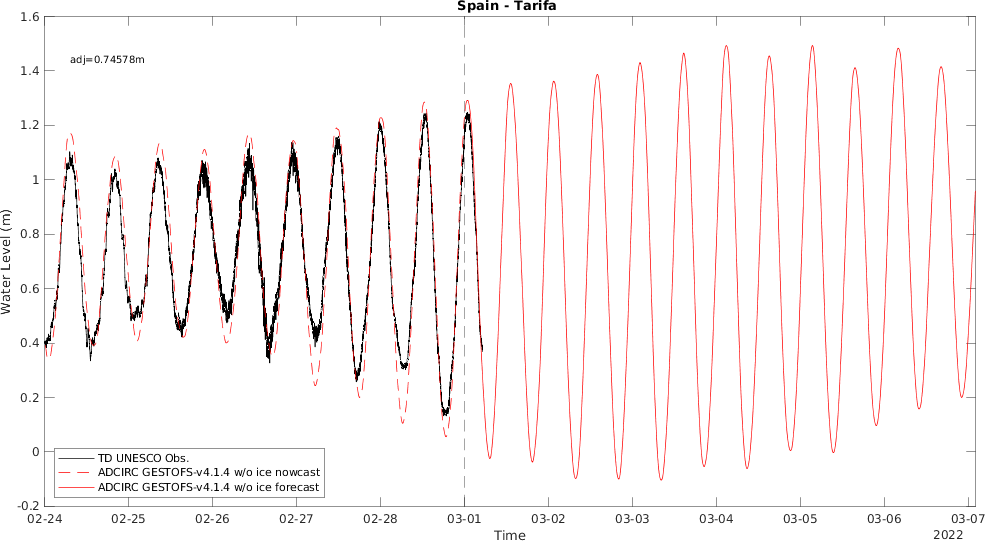 Spain - Tarifa
adj=0.74578m
1.6
1.4
1.2
1
0.8
0.6
0.4
0.2
0
-0.2
Water Level (m)
TD UNESCO Obs.
ADCIRC GESTOFS-v4.1.4 w/o ice nowcast
ADCIRC GESTOFS-v4.1.4 w/o ice forecast
02-24 02-25 02-26 02-27 02-28 03-01 03-02 03-03 03-04 03-05 03-06 03-07
Time
2022